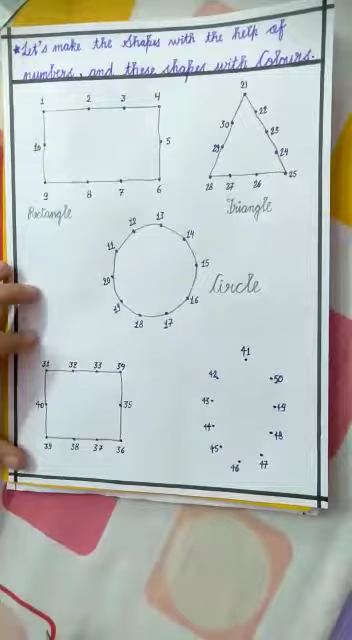 ★Let's make the shapes with the help of
numbers, and these shapes with Colours.
1 2 3 4
10 5
9 8 7 6
Rectangle
21
30 22
29 23
24
28 27 26 25
Triangle
12 13 14
11 15
20 16
19 18 17
Circle
31 32 33 34
40 35
39 38 37 36
41
42 50
43 49
44 48
45 46 47